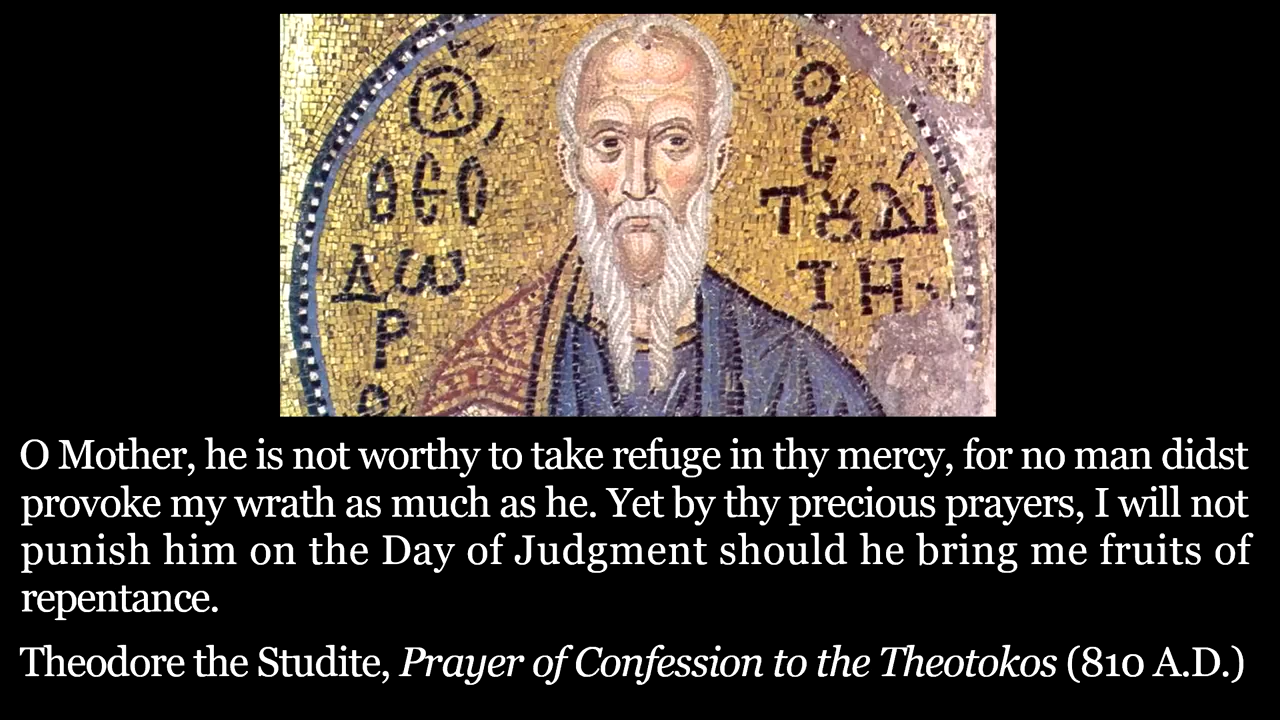 Ⓐ
ΘΕΟ
Δω
Ρ
Ο
C
ΤȣΔΙ
ΤΗ
O Mother, he is not worthy to take refuge in thy mercy, for no man didst
provoke my wrath as much as he. Yet by thy precious prayers, I will not
punish him on the Day of Judgment should he bring me fruits of
repentance.
Theodore the Studite, Prayer of Confession to the Theotokos (810 A.D.)